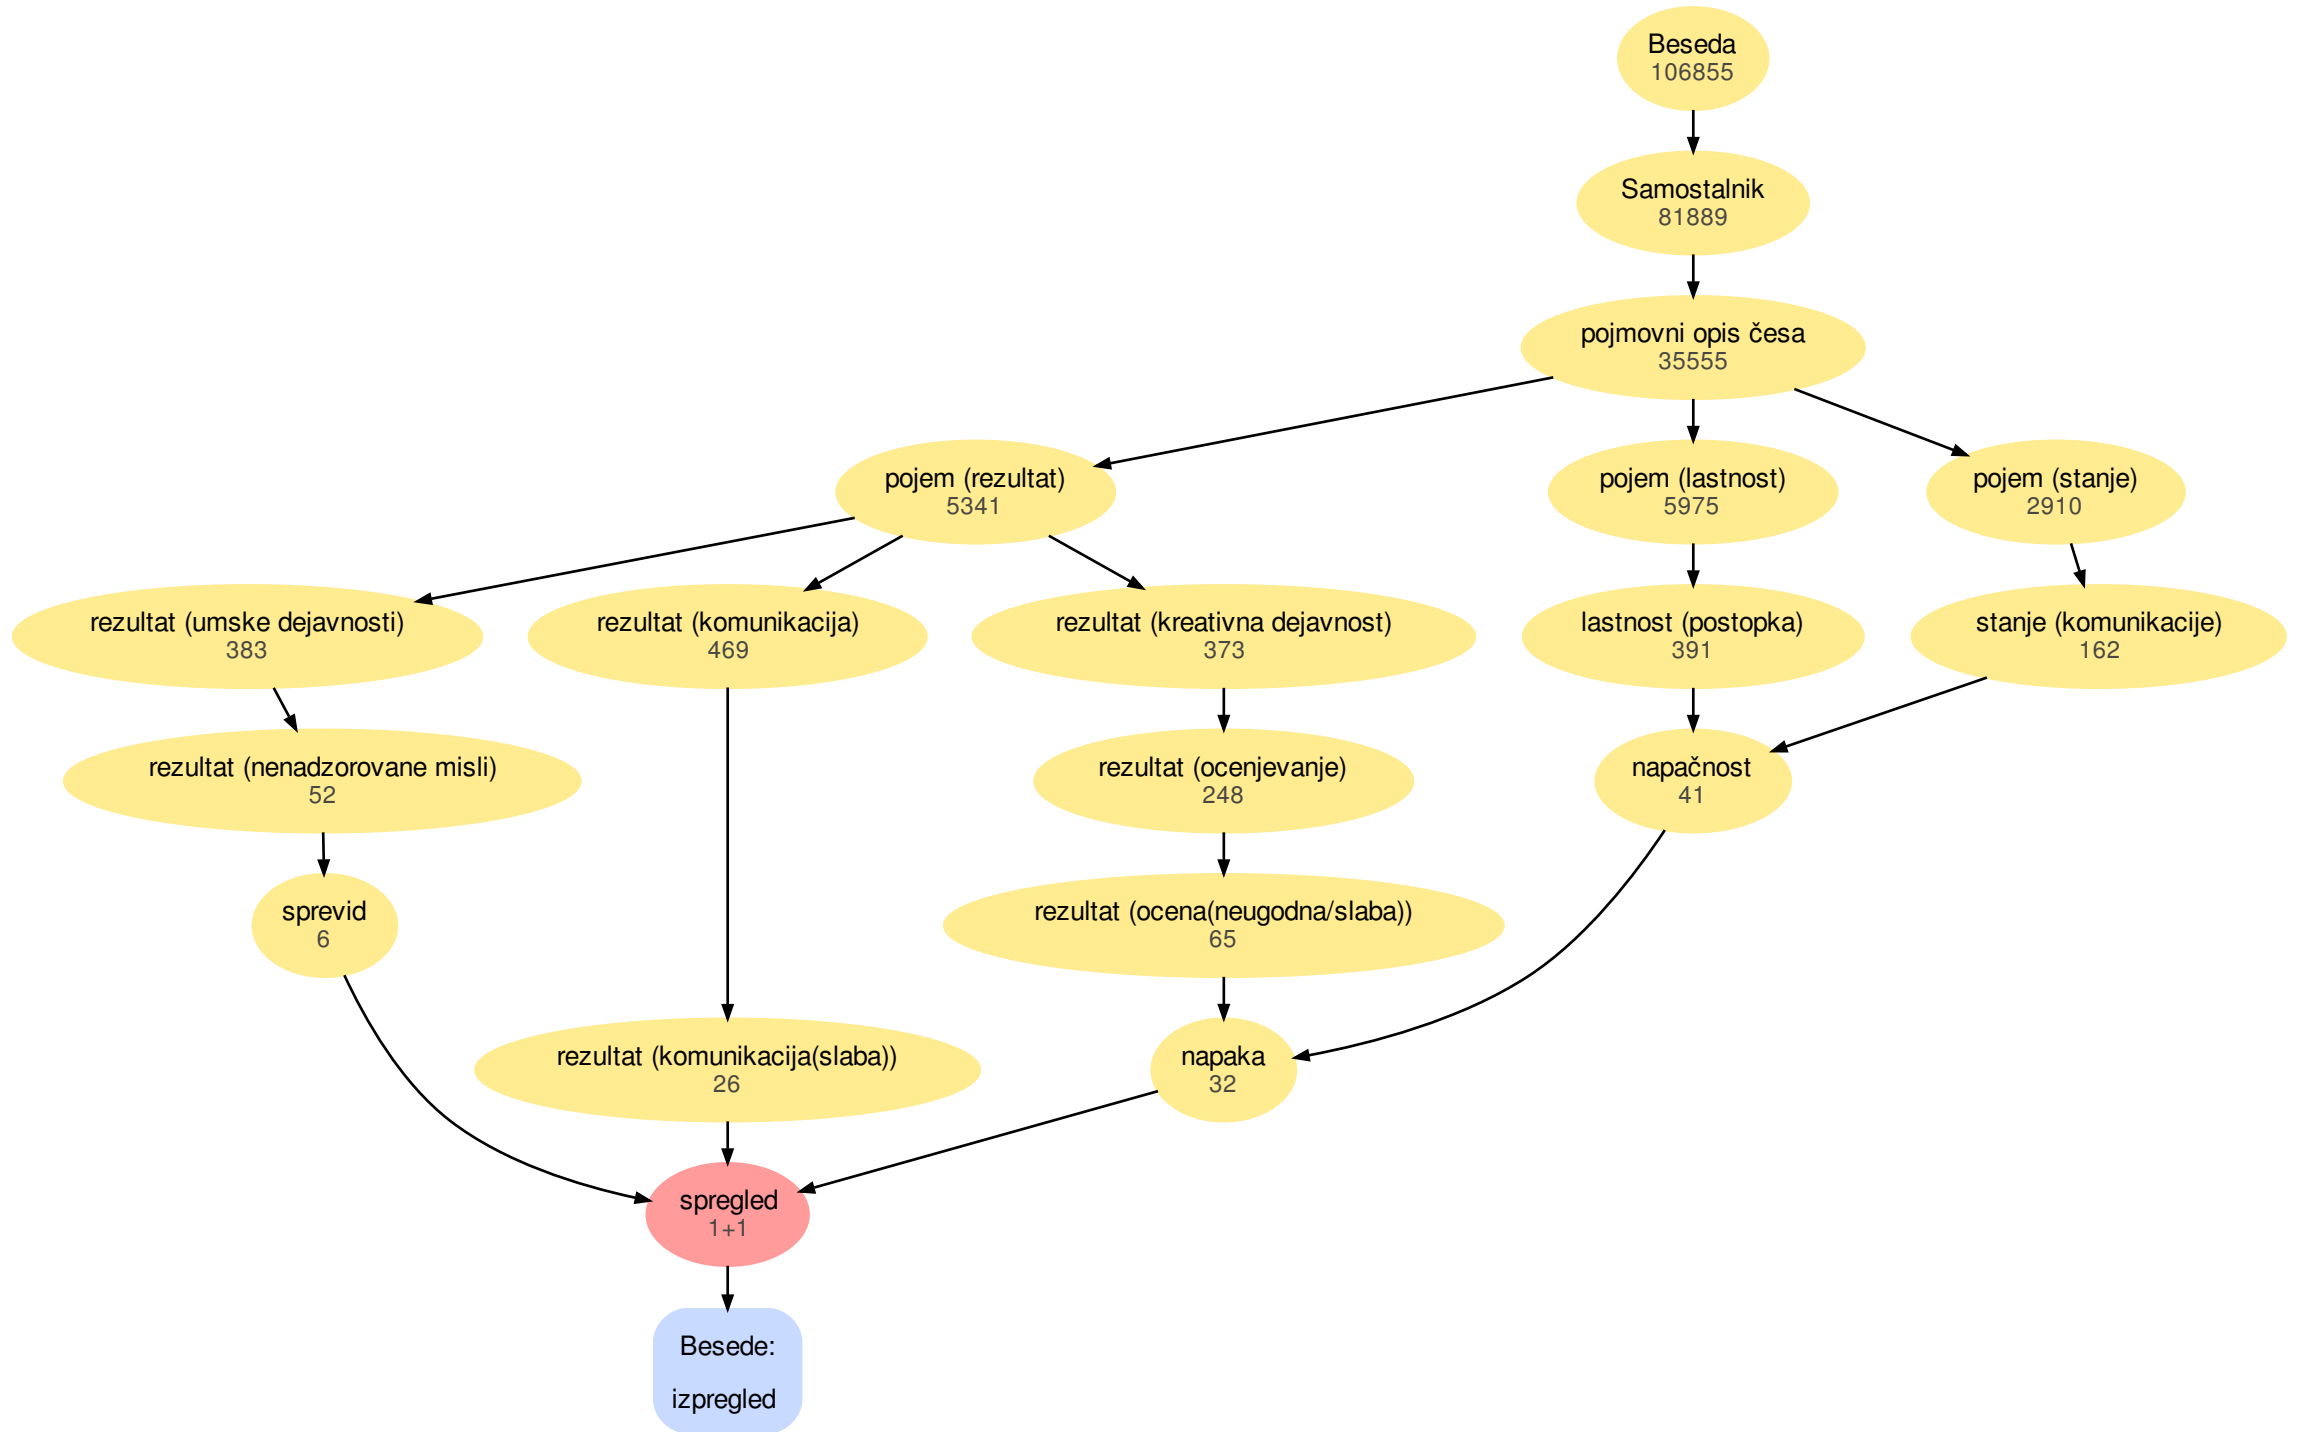 Beseda
106855
Samostalnik
81889
pojmovni opis česa
35555
pojem (rezultat)
5341
pojem (lastnost)
5975
pojem (stanje)
2910
rezultat (umske dejavnosti)
383
rezultat (komunikacija)
469
rezultat (kreativna dejavnost)
373
lastnost (postopka)
391
stanje (komunikacije)
162
rezultat (nenadzorovane misli)
52
rezultat (ocenjevanje)
248
napačnost
41
sprevid
6
rezultat (ocena(neugodna/slaba))
65
rezultat (komunikacija(slaba))
26
napaka
32
spregled
1+1
Besede:
izpregled